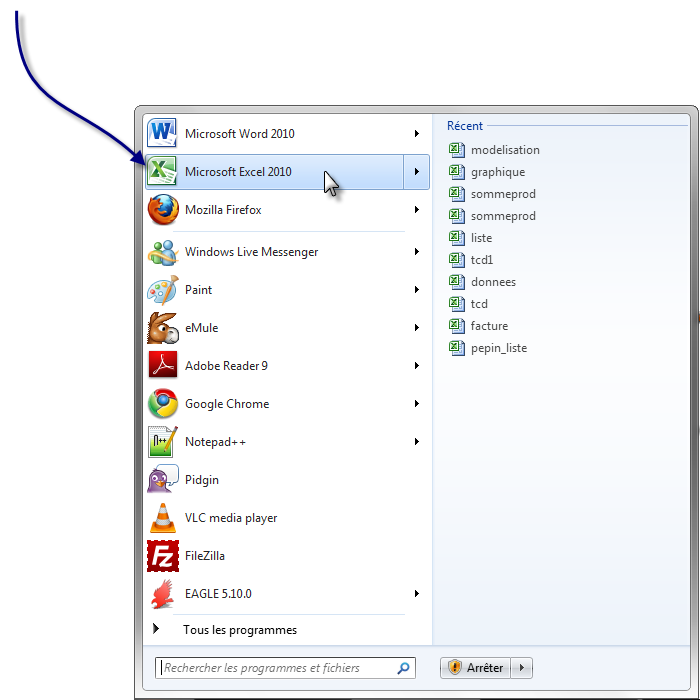 Microsoft Word 2010
Microsoft Excel 2010
Mozilla Firefox
Windows Live Messenger
Paint
eMule
Adobe Reader 9
Google Chrome
Notepad++
Pidgin
VLC media player
FileZilla
EAGLE 5.10.0
Tous les programmes
Rechercher les programmes et fichiers
Récent
modelisation
graphique
sommeprod
sommeprod
liste
tcd1
donnees
tcd
facture
pepin_liste
Arrêter